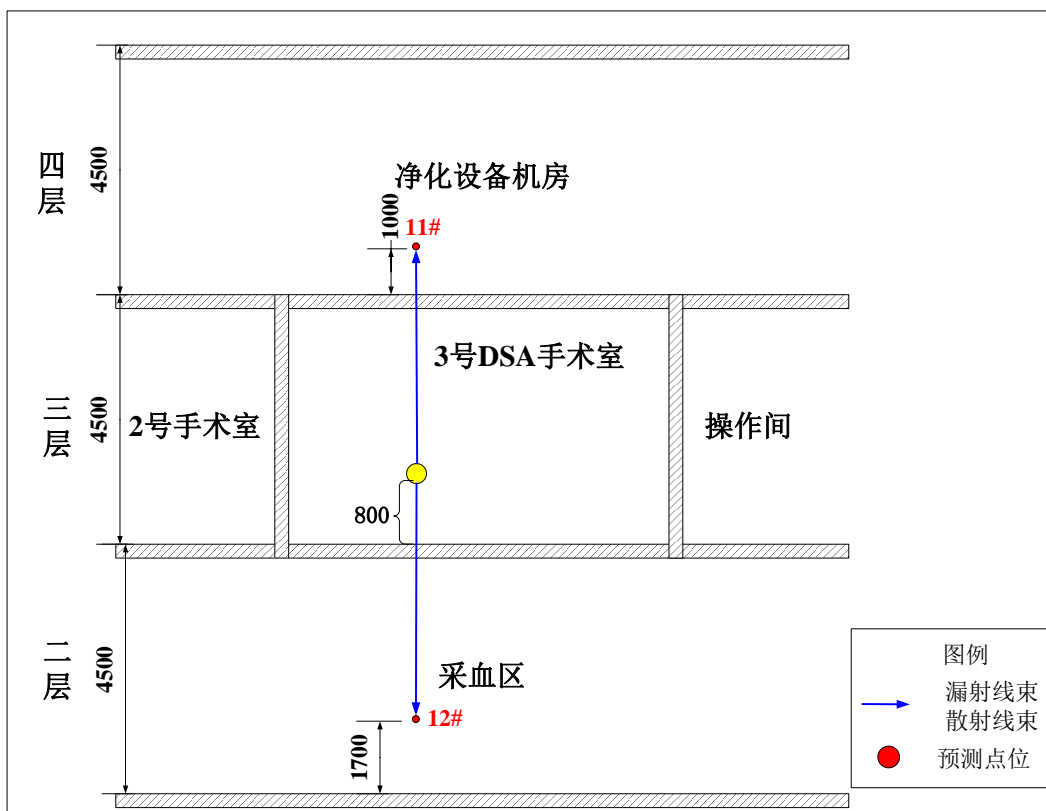 四层
4500
净化设备机房
1000
11#
三层
4500
3号DSA手术室
2号手术室
操作间
800
二层
4500
采血区
12#
1700
图例
漏射线束
散射线束
预测点位